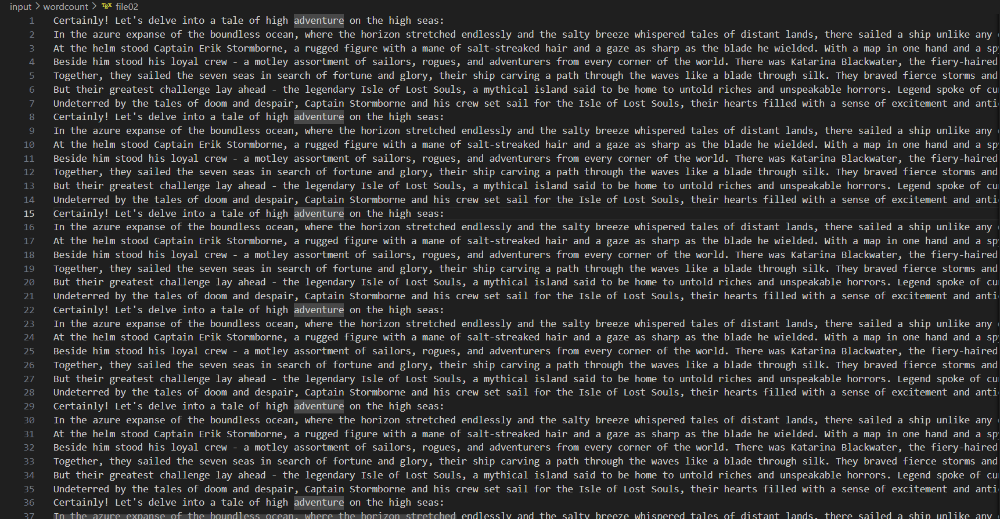 input > wordcount > TEX file02
1 Certainly! Let's delve into a tale of high adventure on the high seas:
2 In the azure expanse of the boundless ocean, where the horizon stretched endlessly and the salty breeze whispered tales of distant lands, there sailed a ship unlike any
3 At the helm stood Captain Erik Stormborne, a rugged figure with a mane of salt-streaked hair and a gaze as sharp as the blade he wielded. With a map in one hand and a sp
4 Beside him stood his loyal crew - a motley assortment of sailors, rogues, and adventurers from every corner of the world. There was Katarina Blackwater, the fiery-haired
5 Together, they sailed the seven seas in search of fortune and glory, their ship carving a path through the waves like a blade through silk. They braved fierce storms and
6 But their greatest challenge lay ahead - the legendary Isle of Lost Souls, a mythical island said to be home to untold riches and unspeakable horrors. Legend spoke of cu
7 Undeterred by the tales of doom and despair, Captain Stormborne and his crew set sail for the Isle of Lost Souls, their hearts filled with a sense of excitement and anti
8 Certainly! Let's delve into a tale of high adventure on the high seas:
9 In the azure expanse of the boundless ocean, where the horizon stretched endlessly and the salty breeze whispered tales of distant lands, there sailed a ship unlike any
10 At the helm stood Captain Erik Stormborne, a rugged figure with a mane of salt-streaked hair and a gaze as sharp as the blade he wielded. With a map in one hand and a sp
11 Beside him stood his loyal crew - a motley assortment of sailors, rogues, and adventurers from every corner of the world. There was Katarina Blackwater, the fiery-haired
12 Together, they sailed the seven seas in search of fortune and glory, their ship carving a path through the waves like a blade through silk. They braved fierce storms and
13 But their greatest challenge lay ahead - the legendary Isle of Lost Souls, a mythical island said to be home to untold riches and unspeakable horrors. Legend spoke of cu
14 Undeterred by the tales of doom and despair, Captain Stormborne and his crew set sail for the Isle of Lost Souls, their hearts filled with a sense of excitement and anti
15 Certainly! Let's delve into a tale of high adventure on the high seas:
16 In the azure expanse of the boundless ocean, where the horizon stretched endlessly and the salty breeze whispered tales of distant lands, there sailed a ship unlike any
17 At the helm stood Captain Erik Stormborne, a rugged figure with a mane of salt-streaked hair and a gaze as sharp as the blade he wielded. With a map in one hand and a sp
18 Beside him stood his loyal crew - a motley assortment of sailors, rogues, and adventurers from every corner of the world. There was Katarina Blackwater, the fiery-haired
19 Together, they sailed the seven seas in search of fortune and glory, their ship carving a path through the waves like a blade through silk. They braved fierce storms and
20 But their greatest challenge lay ahead - the legendary Isle of Lost Souls, a mythical island said to be home to untold riches and unspeakable horrors. Legend spoke of cu
21 Undeterred by the tales of doom and despair, Captain Stormborne and his crew set sail for the Isle of Lost Souls, their hearts filled with a sense of excitement and anti
22 Certainly! Let's delve into a tale of high adventure on the high seas:
23 In the azure expanse of the boundless ocean, where the horizon stretched endlessly and the salty breeze whispered tales of distant lands, there sailed a ship unlike any
24 At the helm stood Captain Erik Stormborne, a rugged figure with a mane of salt-streaked hair and a gaze as sharp as the blade he wielded. With a map in one hand and a sp
25 Beside him stood his loyal crew - a motley assortment of sailors, rogues, and adventurers from every corner of the world. There was Katarina Blackwater, the fiery-haired
26 Together, they sailed the seven seas in search of fortune and glory, their ship carving a path through the waves like a blade through silk. They braved fierce storms and
27 But their greatest challenge lay ahead - the legendary Isle of Lost Souls, a mythical island said to be home to untold riches and unspeakable horrors. Legend spoke of cu
28 Undeterred by the tales of doom and despair, Captain Stormborne and his crew set sail for the Isle of Lost Souls, their hearts filled with a sense of excitement and anti
29 Certainly! Let's delve into a tale of high adventure on the high seas:
30 In the azure expanse of the boundless ocean, where the horizon stretched endlessly and the salty breeze whispered tales of distant lands, there sailed a ship unlike any
31 At the helm stood Captain Erik Stormborne, a rugged figure with a mane of salt-streaked hair and a gaze as sharp as the blade he wielded. With a map in one hand and a sp
32 Beside him stood his loyal crew - a motley assortment of sailors, rogues, and adventurers from every corner of the world. There was Katarina Blackwater, the fiery-haired
33 Together, they sailed the seven seas in search of fortune and glory, their ship carving a path through the waves like a blade through silk. They braved fierce storms and
34 But their greatest challenge lay ahead - the legendary Isle of Lost Souls, a mythical island said to be home to untold riches and unspeakable horrors. Legend spoke of cu
35 Undeterred by the tales of doom and despair, Captain Stormborne and his crew set sail for the Isle of Lost Souls, their hearts filled with a sense of excitement and anti
36 Certainly! Let's delve into a tale of high adventure on the high seas:
37 In the azure expanse of the boundless ocean, where the horizon stretched endlessly and the salty breeze whispered tales of distant lands, there sailed a ship unlike any